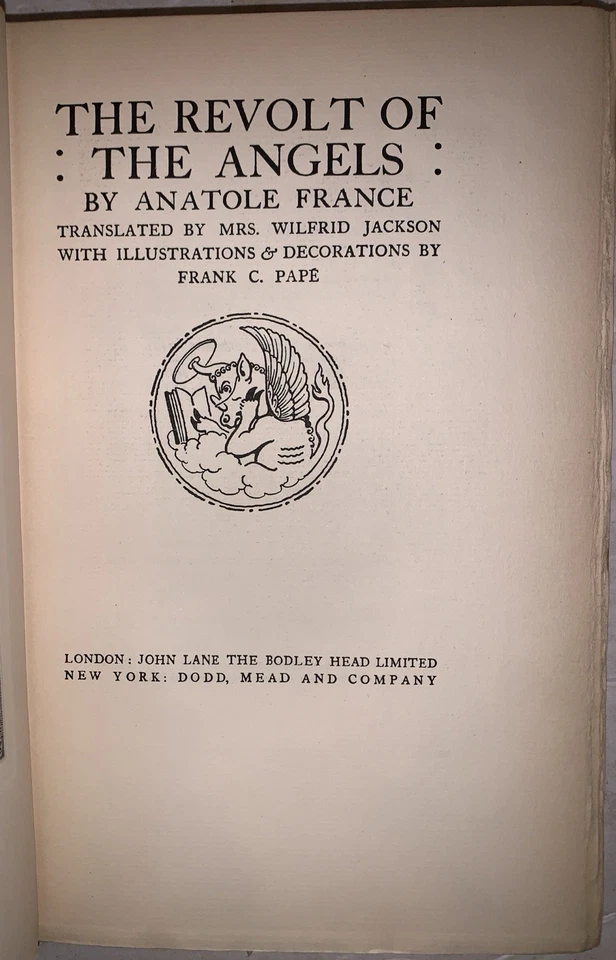 THE REVOLT OF
: THE ANGELS :
BY ANATOLE FRANCE
TRANSLATED BY MRS. WILFRID JACKSON
WITH ILLUSTRATIONS & DECORATIONS BY
FRANK C. PAPÉ
LONDON: JOHN LANE THE BODLEY HEAD LIMITED
NEW YORK: DODD, MEAD AND COMPANY